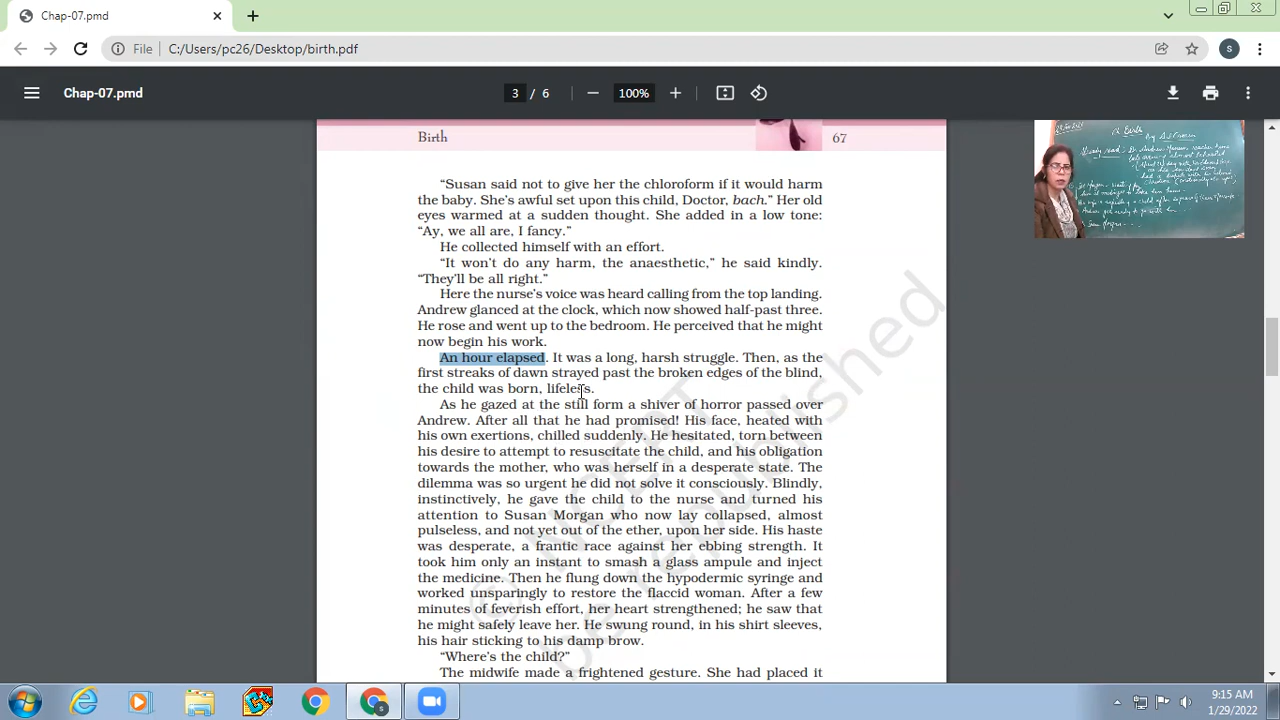 Chap-07.pmd
File C:/Users/pc26/Desktop/birth.pdf
S
Chap-07.pmd
3 / 6
100%
Birth
67
“Susan said not to give her the chloroform if it would harm
the baby. She’s awful set upon this child, Doctor, bach.” Her old
eyes warmed at a sudden thought. She added in a low tone:
“Ay, we all are, I fancy.”
He collected himself with an effort.
“It won’t do any harm, the anaesthetic,” he said kindly.
“They’ll be all right.”
Here the nurse’s voice was heard calling from the top landing.
Andrew glanced at the clock, which now showed half-past three.
He rose and went up to the bedroom. He perceived that he might
now begin his work.
An hour elapsed. It was a long, harsh struggle. Then, as the
first streaks of dawn strayed past the broken edges of the blind,
the child was born, lifeless.
As he gazed at the still form a shiver of horror passed over
Andrew. After all that he had promised! His face, heated with
his own exertions, chilled suddenly. He hesitated, torn between
his desire to attempt to resuscitate the child, and his obligation
towards the mother, who was herself in a desperate state. The
dilemma was so urgent he did not solve it consciously. Blindly,
instinctively, he gave the child to the nurse and turned his
attention to Susan Morgan who now lay collapsed, almost
pulseless, and not yet out of the ether, upon her side. His haste
was desperate, a frantic race against her ebbing strength. It
took him only an instant to smash a glass ampule and inject
the medicine. Then he flung down the hypodermic syringe and
worked unsparingly to restore the flaccid woman. After a few
minutes of feverish effort, her heart strengthened; he saw that
he might safely leave her. He swung round, in his shirt sleeves,
his hair sticking to his damp brow.
“Where’s the child?”
The midwife made a frightened gesture. She had placed it
© NCERT
be republished
Birth
9:15 AM
1/29/2022